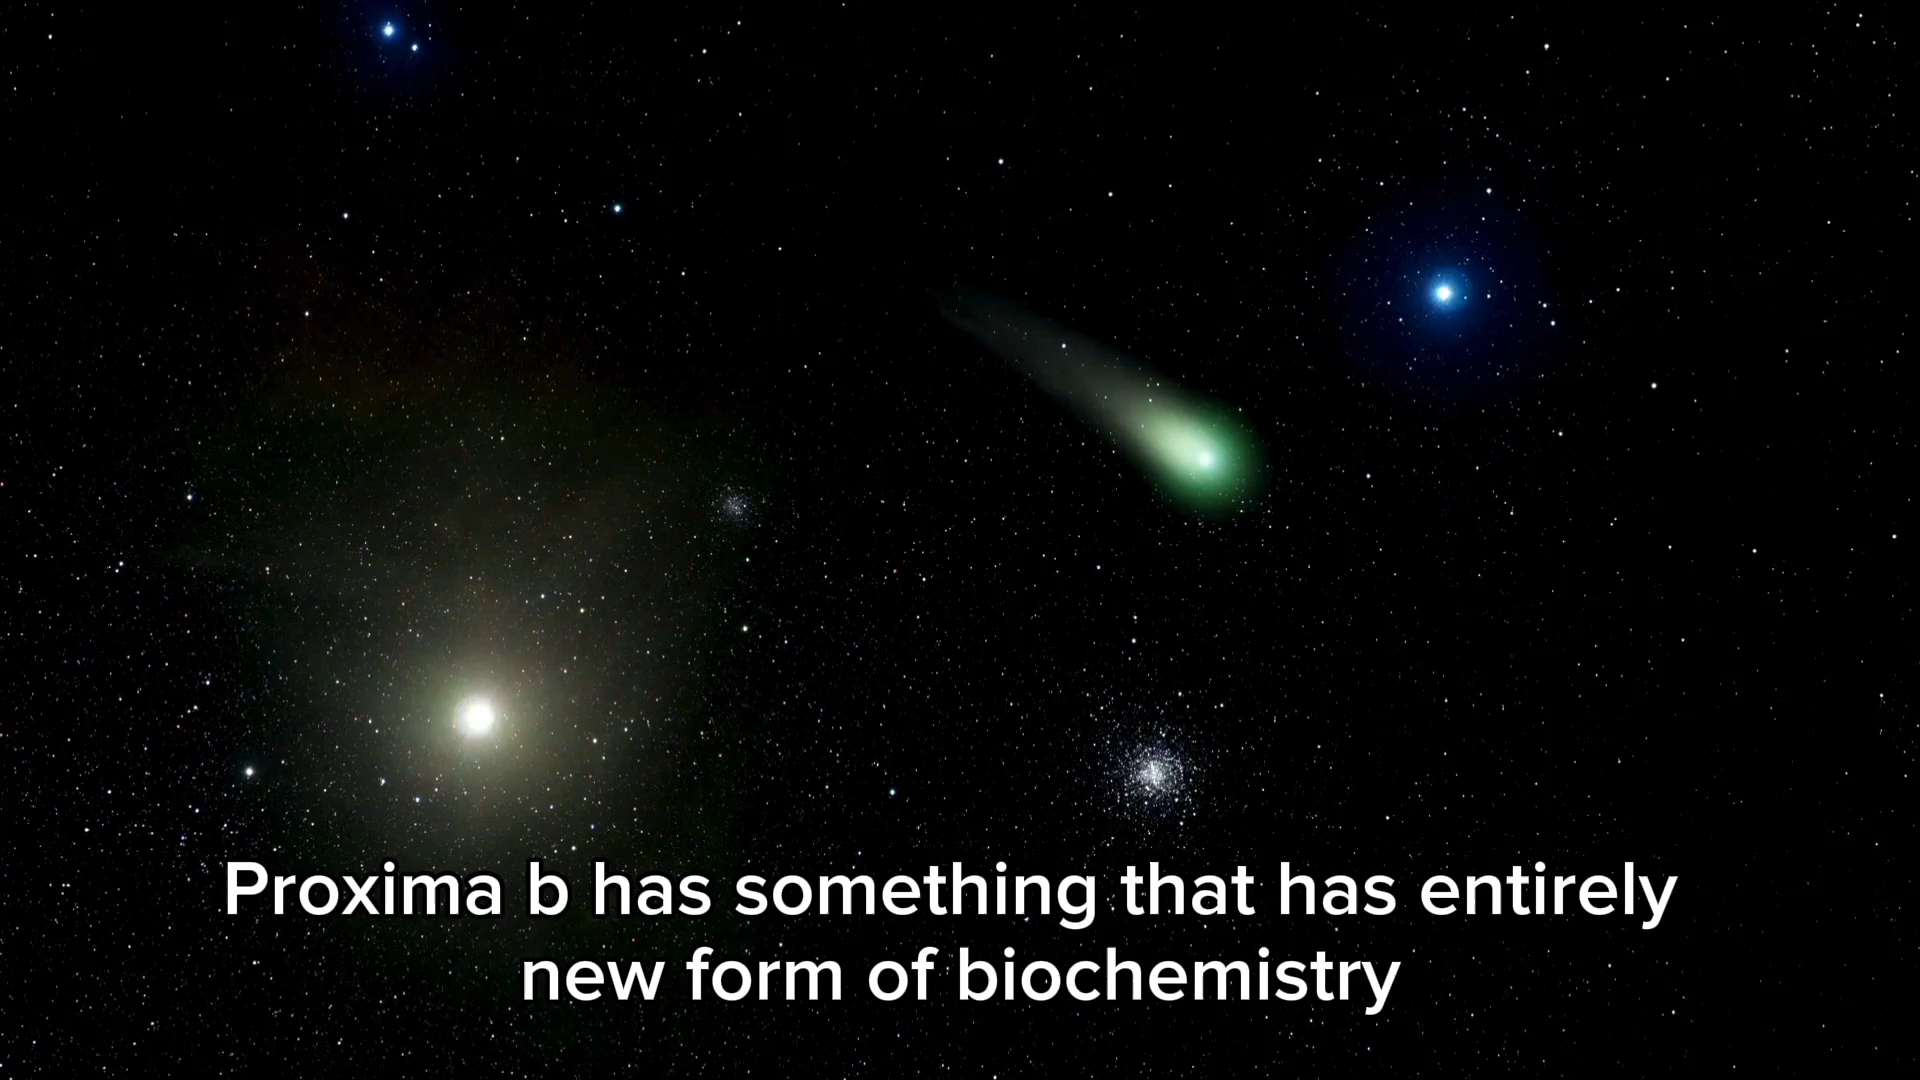 Proxima b has something that has entirely
new form of biochemistry